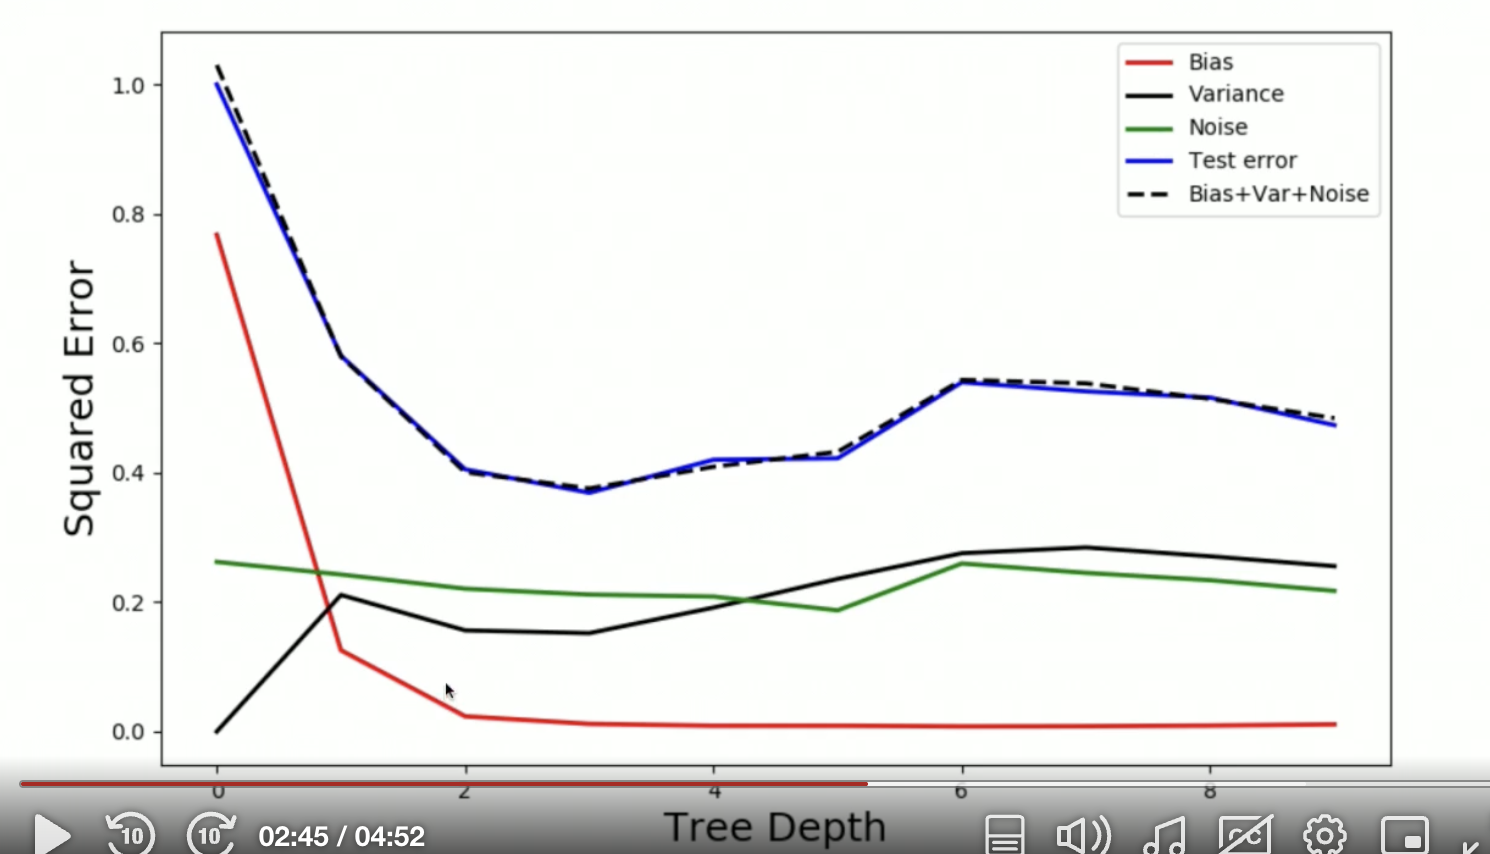 Bias
Variance
Noise
Test error
Bias+Var+Noise
Squared Error
1.0
0.8
0.6
0.4
0.2
0.0
0 2 4 6 8
Tree Depth
10 10 02:45 / 04:52 CC